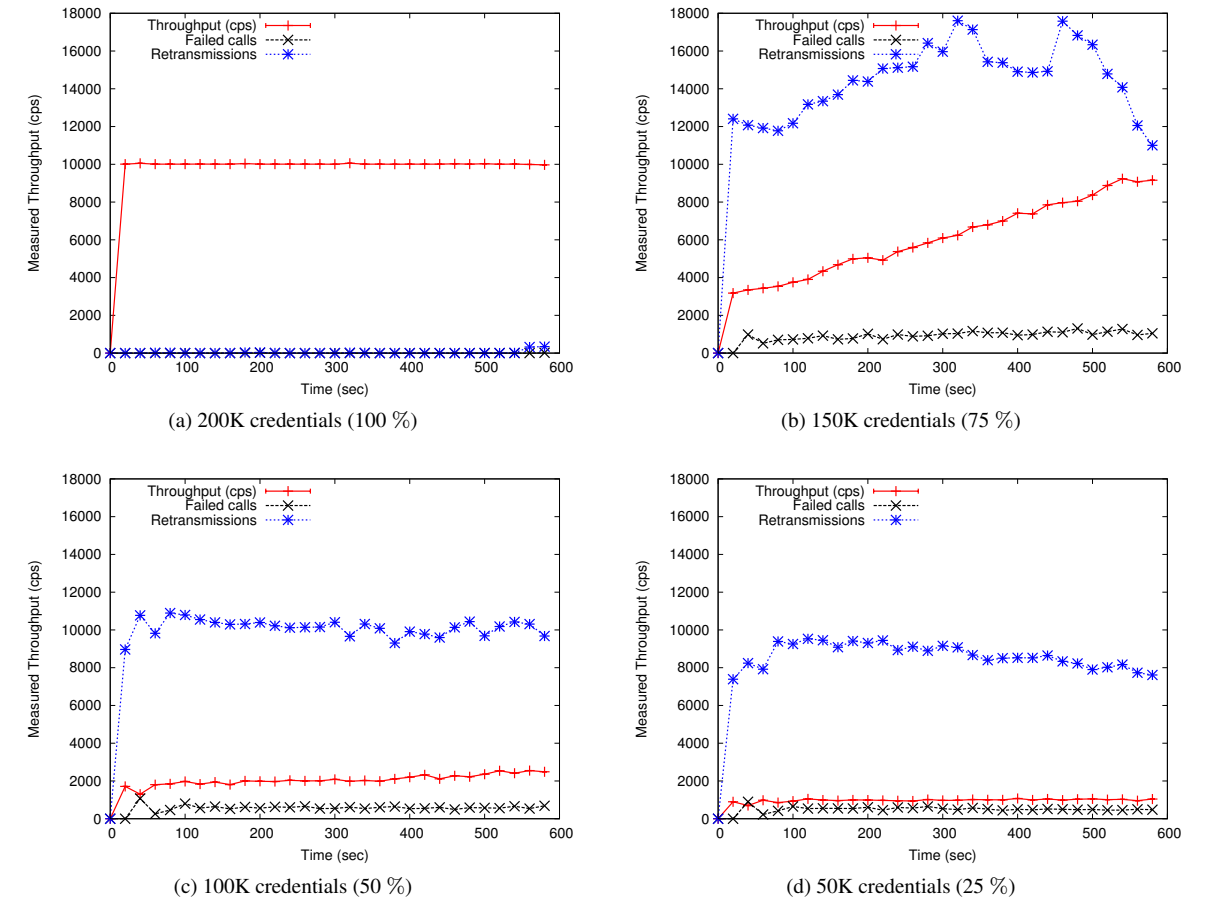 18000
16000
14000
12000
10000
8000
6000
4000
2000
0
Measured Throughput (cps)
Throughput (cps)
Failed calls
Retransmissions
0 100 200 300 400 500 600
Time (sec)
(a) 200K credentials (100 %)
18000
16000
14000
12000
10000
8000
6000
4000
2000
0
Measured Throughput (cps)
Throughput (cps)
Failed calls
Retransmissions
0 100 200 300 400 500 600
Time (sec)
(b) 150K credentials (75 %)
18000
16000
14000
12000
10000
8000
6000
4000
2000
0
Measured Throughput (cps)
Throughput (cps)
Failed calls
Retransmissions
0 100 200 300 400 500 600
Time (sec)
(c) 100K credentials (50 %)
18000
16000
14000
12000
10000
8000
6000
4000
2000
0
Measured Throughput (cps)
Throughput (cps)
Failed calls
Retransmissions
0 100 200 300 400 500 600
Time (sec)
(d) 50K credentials (25 %)